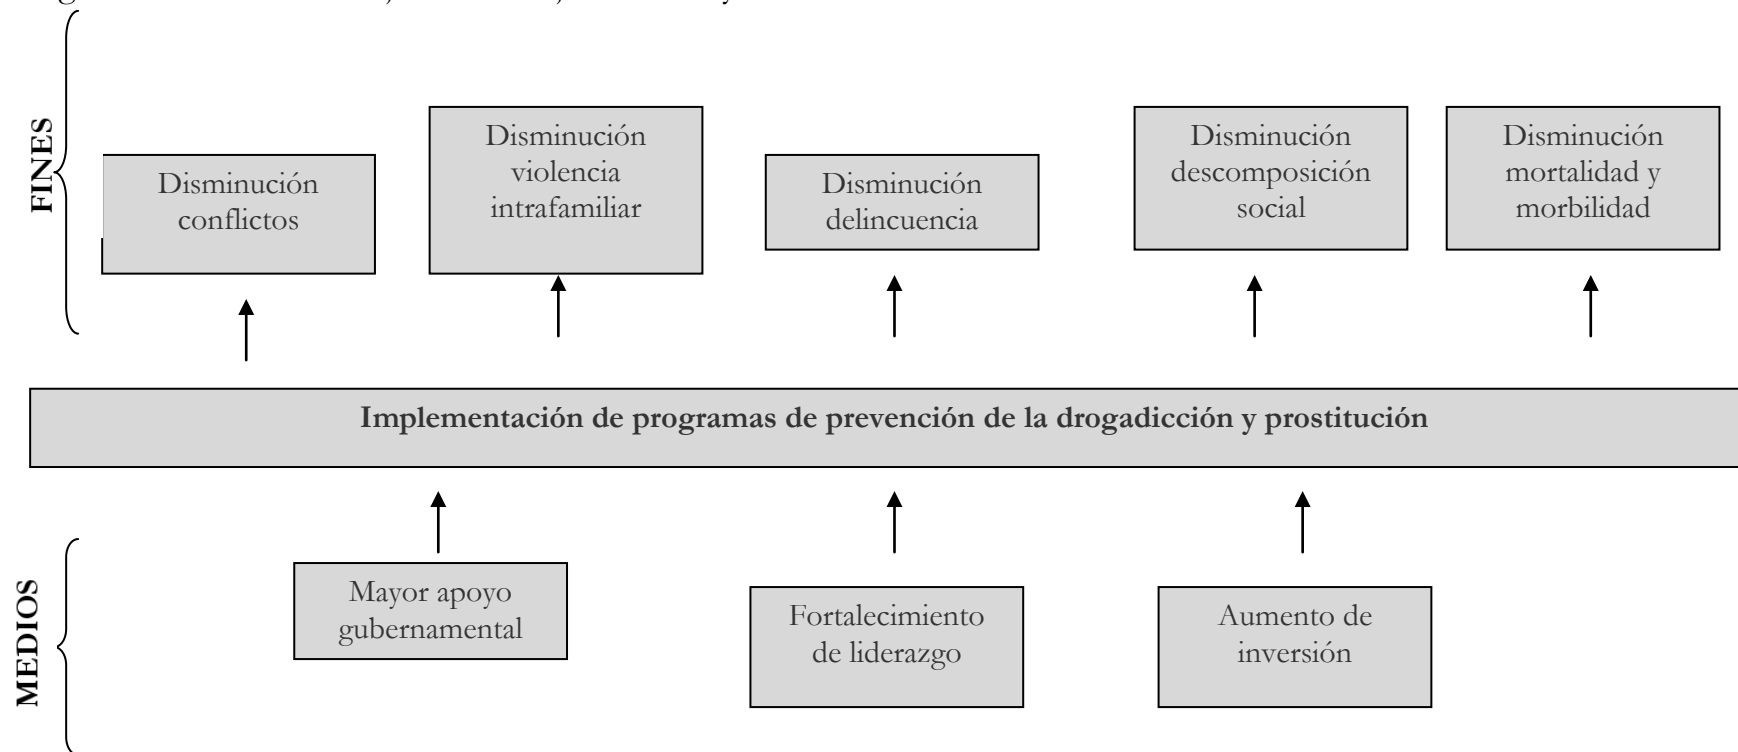 FINES
Disminución
conflictos
Disminución
violencia
intrafamiliar
Disminución
delincuencia
Disminución
descomposición
social
Disminución
mortalidad y
morbilidad
Implementación de programas de prevención de la drogadicción y prostitución
MEDIOS
Mayor apoyo
gubernamental
Fortalecimiento
de liderazgo
Aumento de
inversión